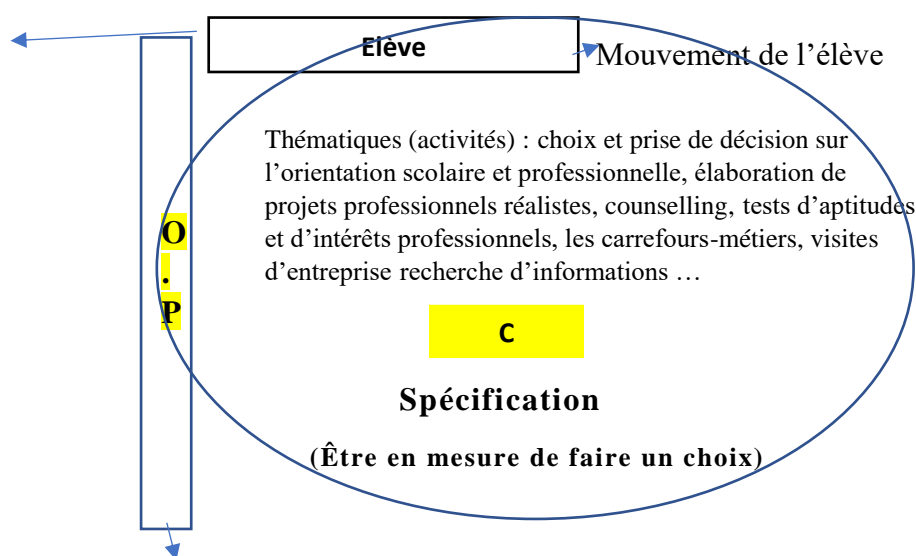 Elève
Mouvement de l’élève
Thématiques (activités) : choix et prise de décision sur
l’orientation scolaire et professionnelle, élaboration de
projets professionnels réalistes, counselling, tests d’aptitudes
et d’intérêts professionnels, les carrefours-métiers, visites
d’entreprise recherche d’informations …
O
.
P
C
Spécification
(Être en mesure de faire un choix)